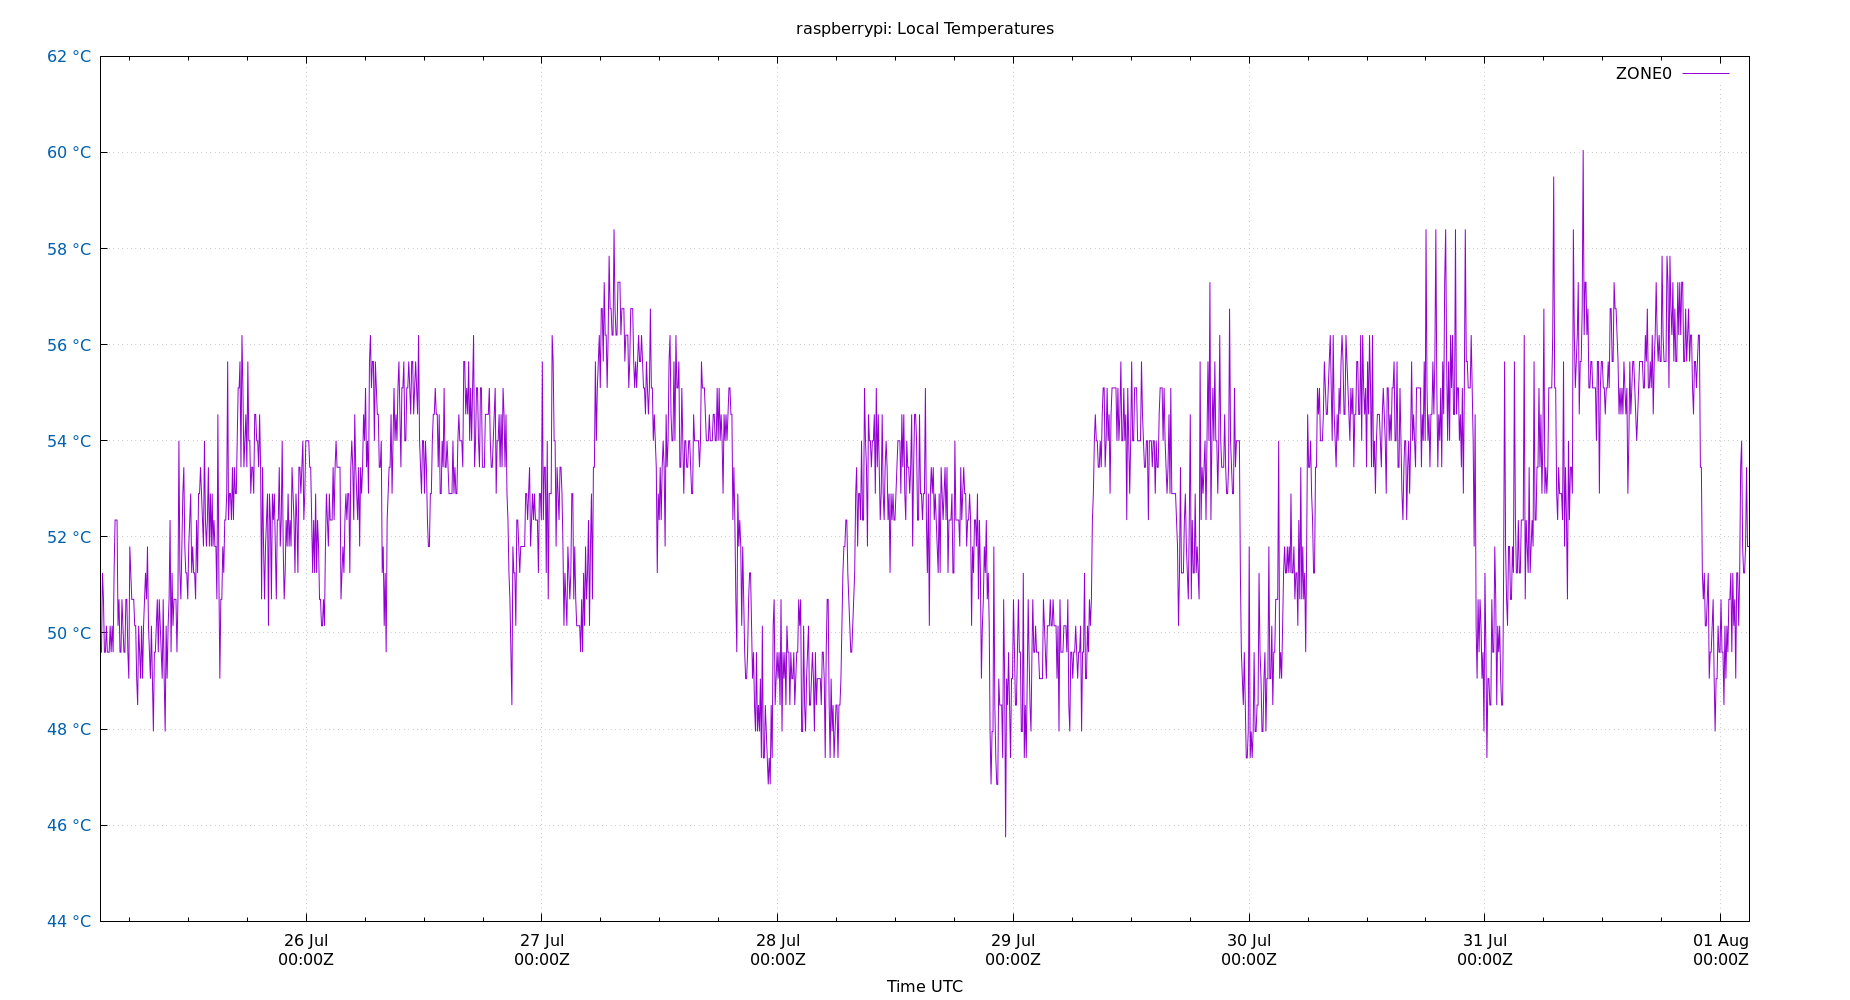 raspberrypi: Local Temperatures
62 °C
ZONE0
60 °C
58 °C
56 °C
54 °C
52 °C
50 °C
48 °C
46 °C
44 °C
26 Jul 27 Jul 28 Jul 29 Jul 30 Jul 31 Jul 01 Aug
00:00Z 00:00Z 00:00Z 00:00Z 00:00Z 00:00Z 00:00Z
Time UTC